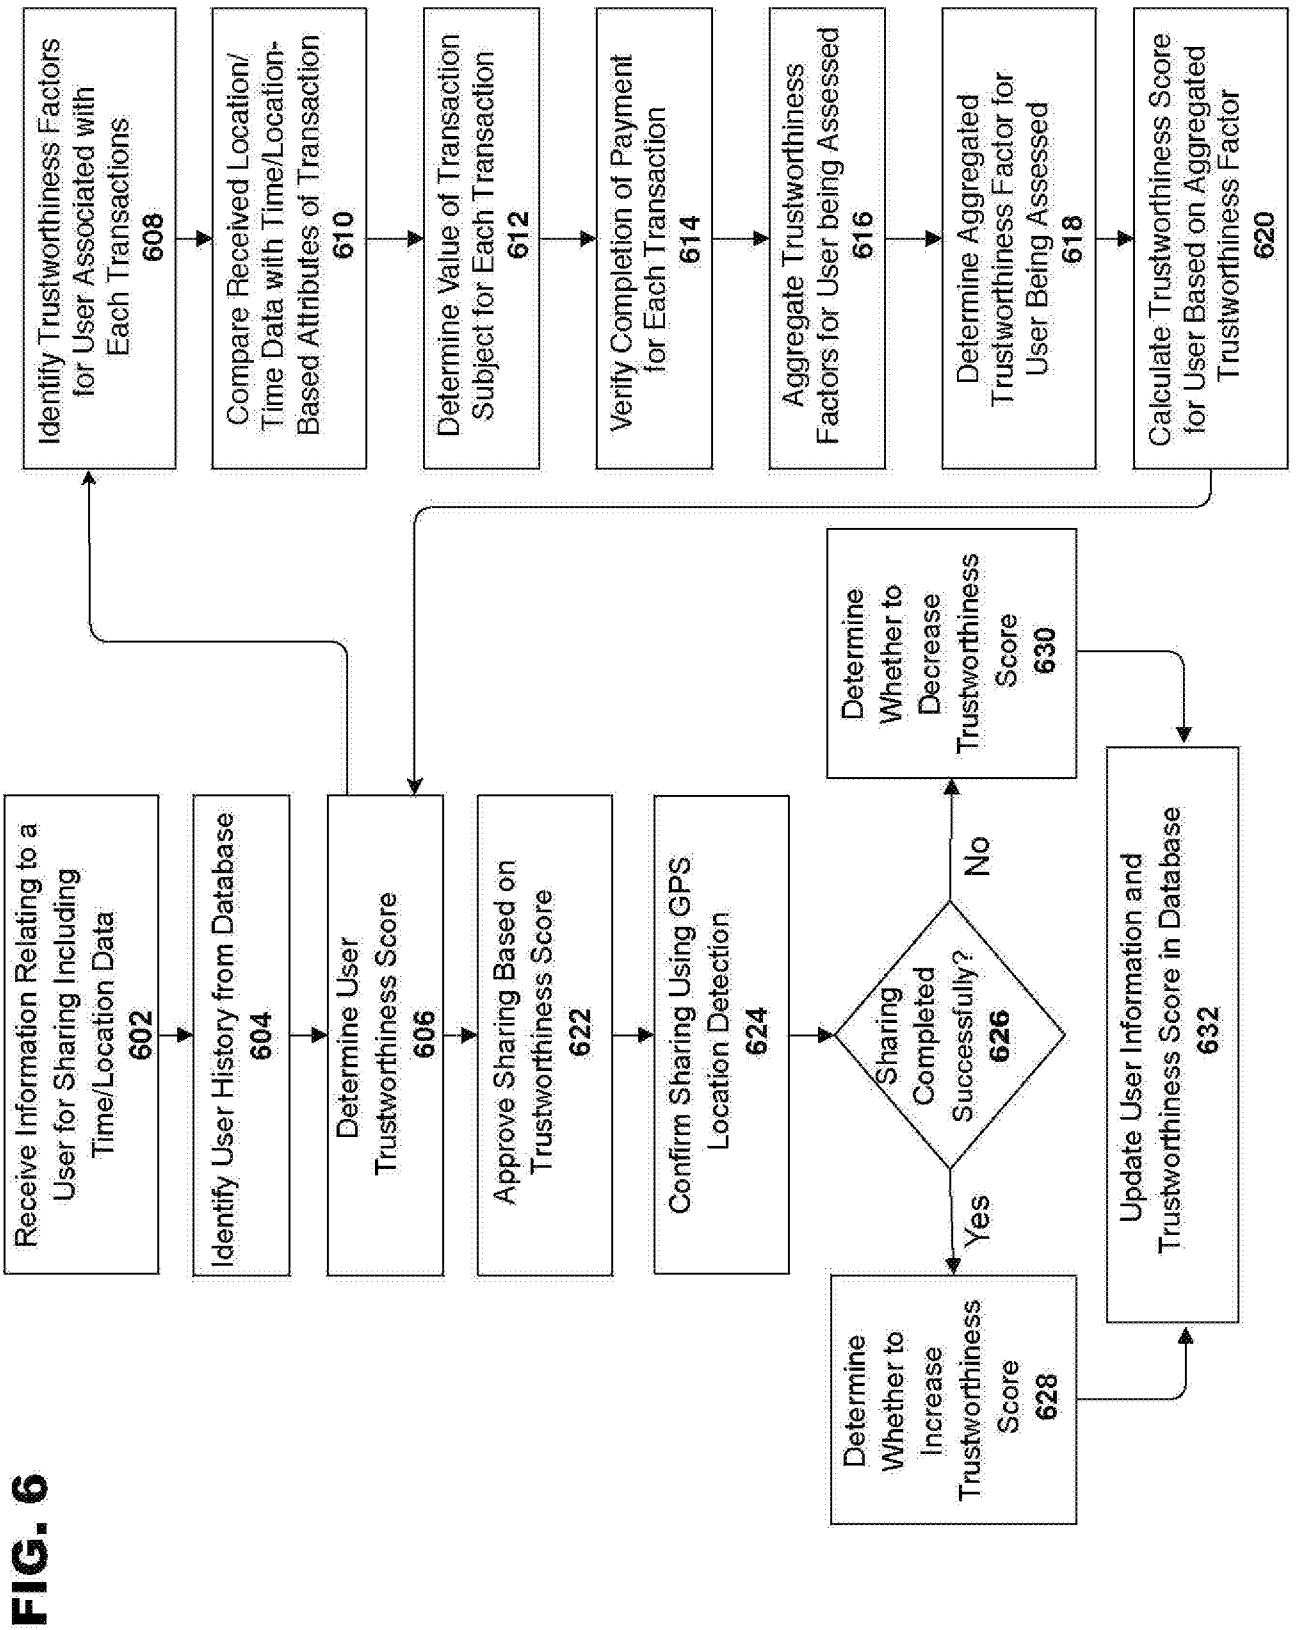 FIG. 6
Receive Information Relating to a
User for Sharing Including
Time/Location Data
602
Identify User History from Database
604
Determine User
Trustworthiness Score
606
Identify Trustworthiness Factors
for User Associated with
Each Transactions
608
Compare Received Location/
Time Data with Time/Location-
Based Attributes of Transaction
610
Determine Value of Transaction
Subject for Each Transaction
612
Verify Completion of Payment
for Each Transaction
614
Aggregate Trustworthiness
Factors for User being Assessed
616
Determine Aggregated
Trustworthiness Factor for
User Being Assessed
618
Calculate Trustworthiness Score
for User Based on Aggregated
Trustworthiness Factor
620
Approve Sharing Based on
Trustworthiness Score
622
Confirm Sharing Using GPS
Location Detection
624
Sharing
Completed
Successfully?
626
Yes
No
Determine
Whether to
Increase
Trustworthiness
Score
628
Determine
Whether to
Decrease
Trustworthiness
Score
630
Update User Information and
Trustworthiness Score in Database
632